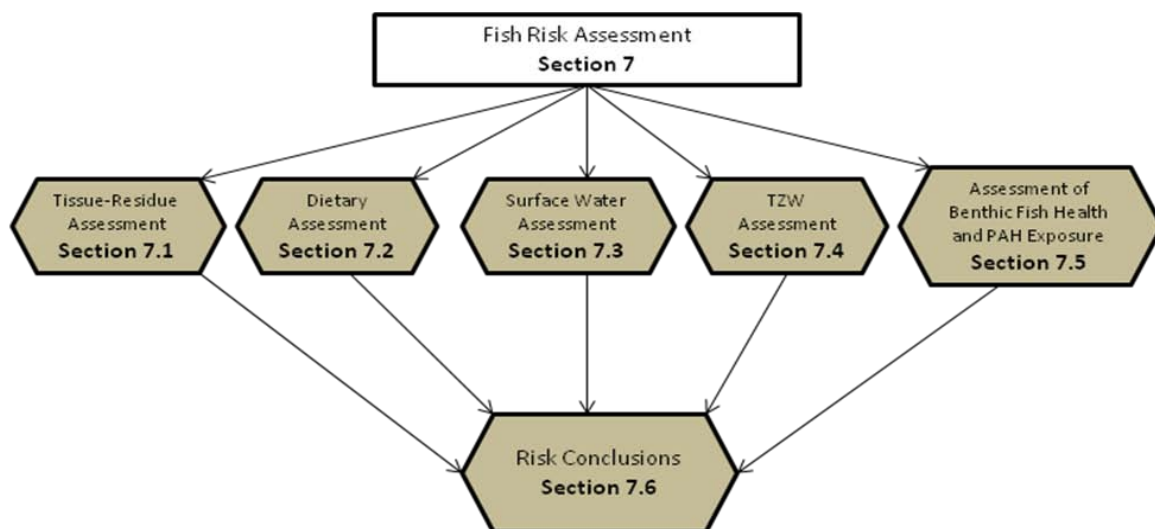 Fish Risk Assessment
Section 7
Tissue-Residue
Assessment
Section 7.1
Dietary
Assessment
Section 7.2
Surface Water
Assessment
Section 7.3
TZW
Assessment
Section 7.4
Assessment of
Benthic Fish Health
and PAH Exposure
Section 7.5
Risk Conclusions
Section 7.6